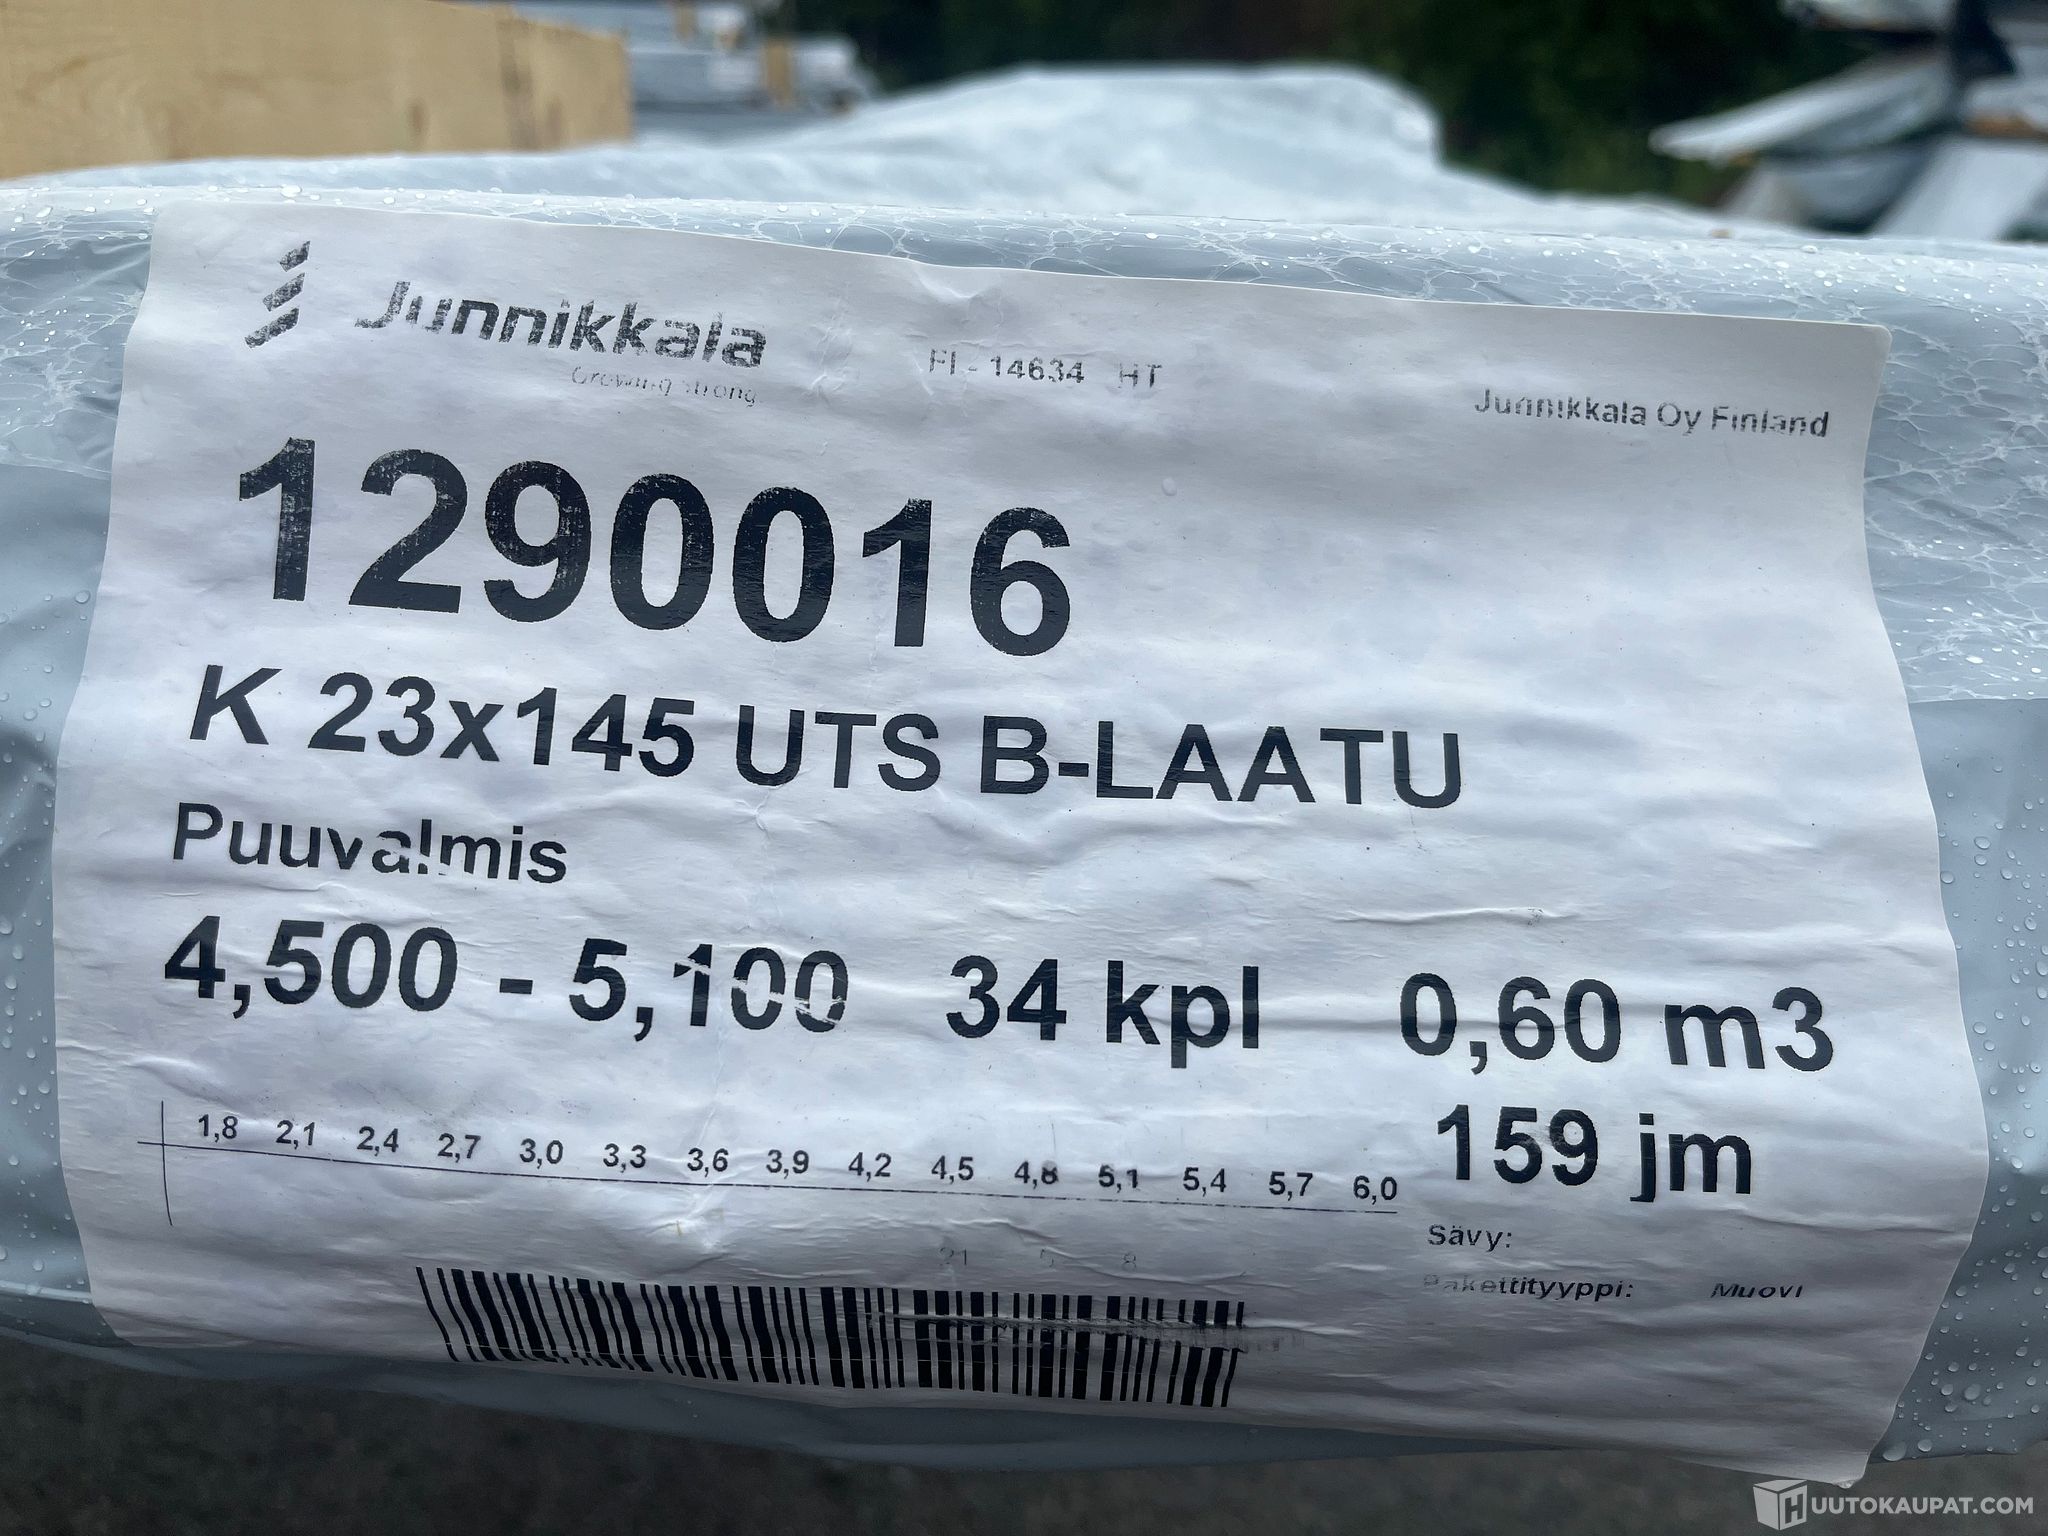 Junnikkala
Growing Strong
FI - 14634 HT
Junnikkala Oy Finland
1290016
K 23x145 UTS B-LAATU
Puuvalmis
4,500 - 5,100 34 kpl 0,60 m3
159 jm
1,8 2,1 2,4 2,7 3,0 3,3 3,6 3,9 4,2 4,5 4,8 5,1 5,4 5,7 6,0
21 5 8
Sävy:
Pakettityyppi: Muovi
HUUTOKAUPAT.COM